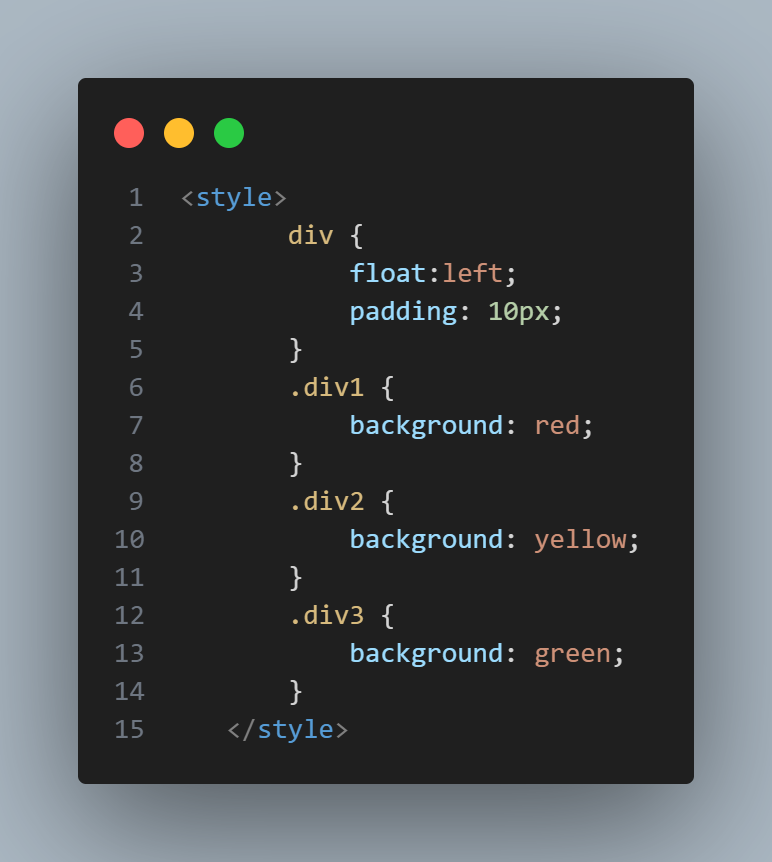 1 <style>
2 div {
3 float:left;
4 padding: 10px;
5 }
6 .div1 {
7 background: red;
8 }
9 .div2 {
10 background: yellow;
11 }
12 .div3 {
13 background: green;
14 }
15 </style>